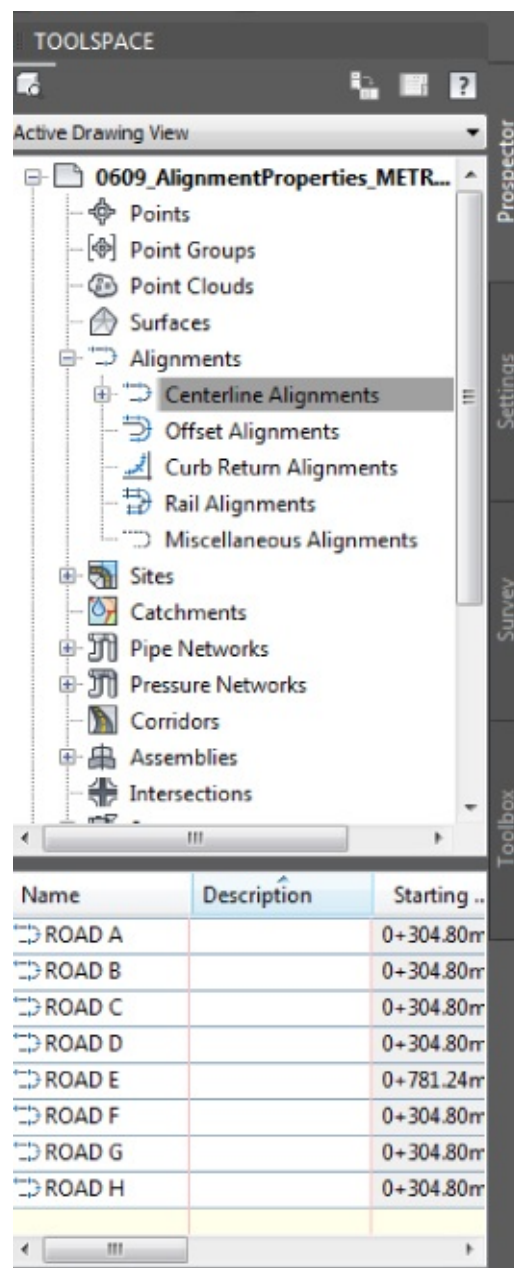 TOOLSPACE
?
Active Drawing View
0609_AlignmentProperties_METR...
Points
Point Groups
Point Clouds
Surfaces
Alignments
Centerline Alignments
Offset Alignments
Curb Return Alignments
Rail Alignments
Miscellaneous Alignments
Sites
Catchments
Pipe Networks
Pressure Networks
Corridors
Assemblies
Intersections
Prospector
Settings
Survey
Toolbox
Name Description Starting ..
ROAD A 0+304.80m
ROAD B 0+304.80m
ROAD C 0+304.80m
ROAD D 0+304.80m
ROAD E 0+781.24m
ROAD F 0+304.80m
ROAD G 0+304.80m
ROAD H 0+304.80m